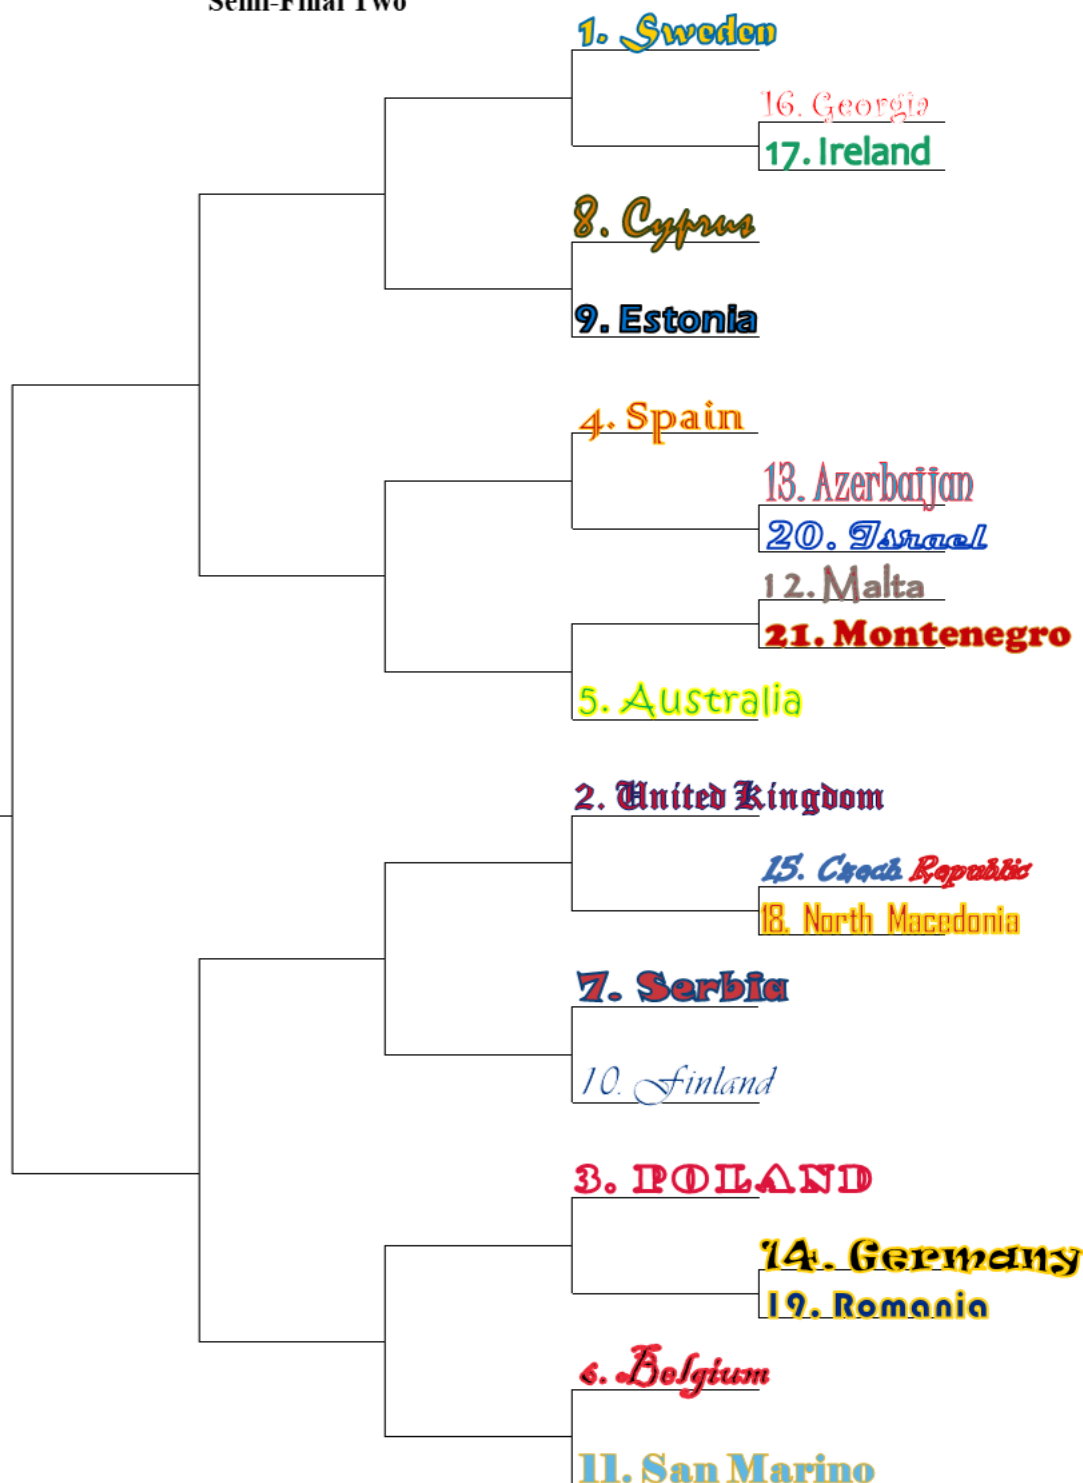 Semi-Final Two
1. Sweden
16. Georgia
17. Ireland
8. Cyprus
9. Estonia
4. Spain
13. Azerbaijan
20. Israel
12. Malta
21. Montenegro
5. Australia
2. United Kingdom
15. Czech Republic
18. North Macedonia
7. Serbia
10. Finland
3. POLAND
14. Germany
19. Romania
6. Belgium
11. San Marino